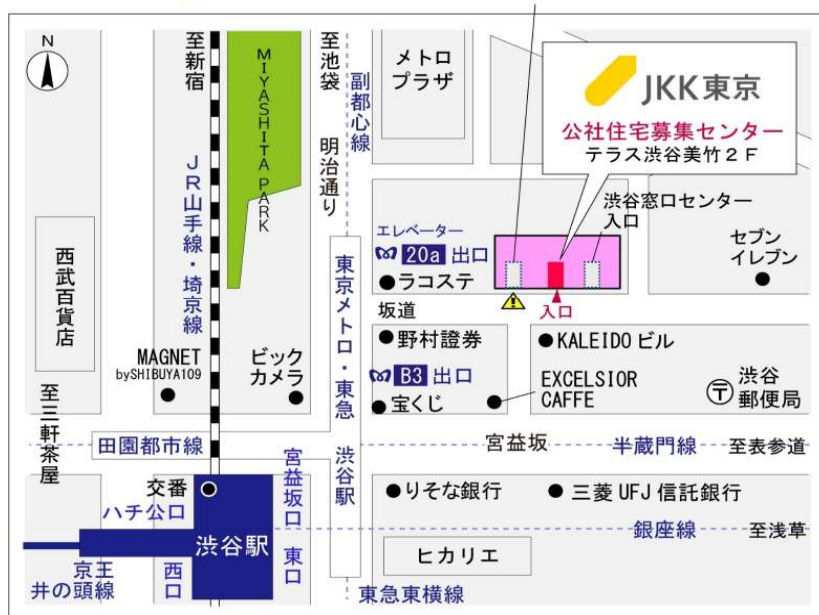 N
至新宿
MIYASHITA PARK
至池袋
明治通り
副都心線
メトロ
プラザ
JKK東京
公社住宅募集センター
テラス渋谷美竹２Ｆ
JR山手線・埼京線
西武百貨店
エレベーター
20a 出口
ラコステ
渋谷窓口センター
入口
セブン
イレブン
東京メトロ・東急 渋谷駅
坂道
入口
MAGNET
bySHIBUYA109
ビック
カメラ
野村證券
KALEIDO ビル
B3 出口
宝くじ
EXCELSIOR
CAFFE
渋谷
郵便局
至三軒茶屋
田園都市線
宮益坂
半蔵門線
至表参道
交番
ハチ公口
宮益坂口
りそな銀行
三菱 UFJ 信託銀行
渋谷駅
銀座線
至浅草
京王
井の頭線
西口
東口
ヒカリエ
東急東横線